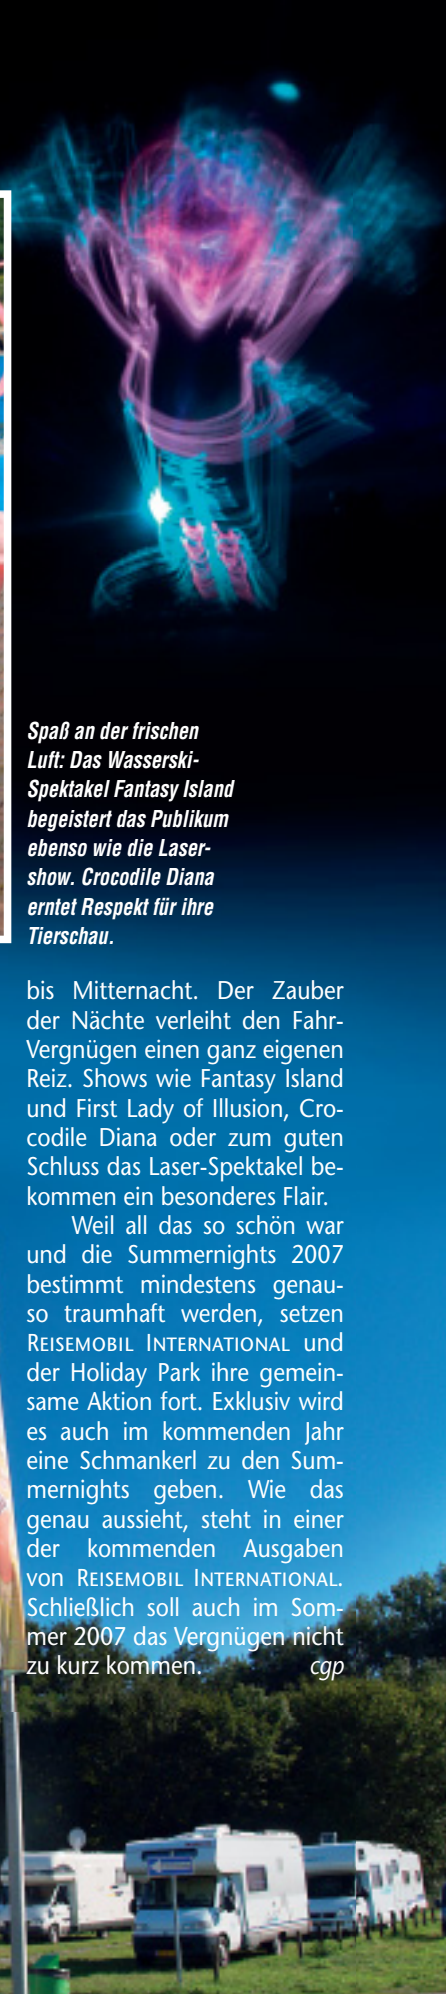 Spaß an der frischen
Luft: Das Wasserski-
Spektakel Fantasy Island
begeistert das Publikum
ebenso wie die Laser-
show. Crocodile Diana
erntet Respekt für ihre
Tierschau.
bis Mitternacht. Der Zauber
der Nächte verleiht den Fahr-
Vergnügen einen ganz eigenen
Reiz. Shows wie Fantasy Island
und First Lady of Illusion, Cro-
codile Diana oder zum guten
Schluss das Laser-Spektakel be-
kommen ein besonderes Flair.
Weil all das so schön war
und die Summernights 2007
bestimmt mindestens genau-
so traumhaft werden, setzen
REISEMOBIL INTERNATIONAL und
der Holiday Park ihre gemein-
same Aktion fort. Exklusiv wird
es auch im kommenden Jahr
eine Schmankerl zu den Sum-
mernights geben. Wie das
genau aussieht, steht in einer
der kommenden Ausgaben
von REISEMOBIL INTERNATIONAL.
Schließlich soll auch im Som-
mer 2007 das Vergnügen nicht
zu kurz kommen. cgp